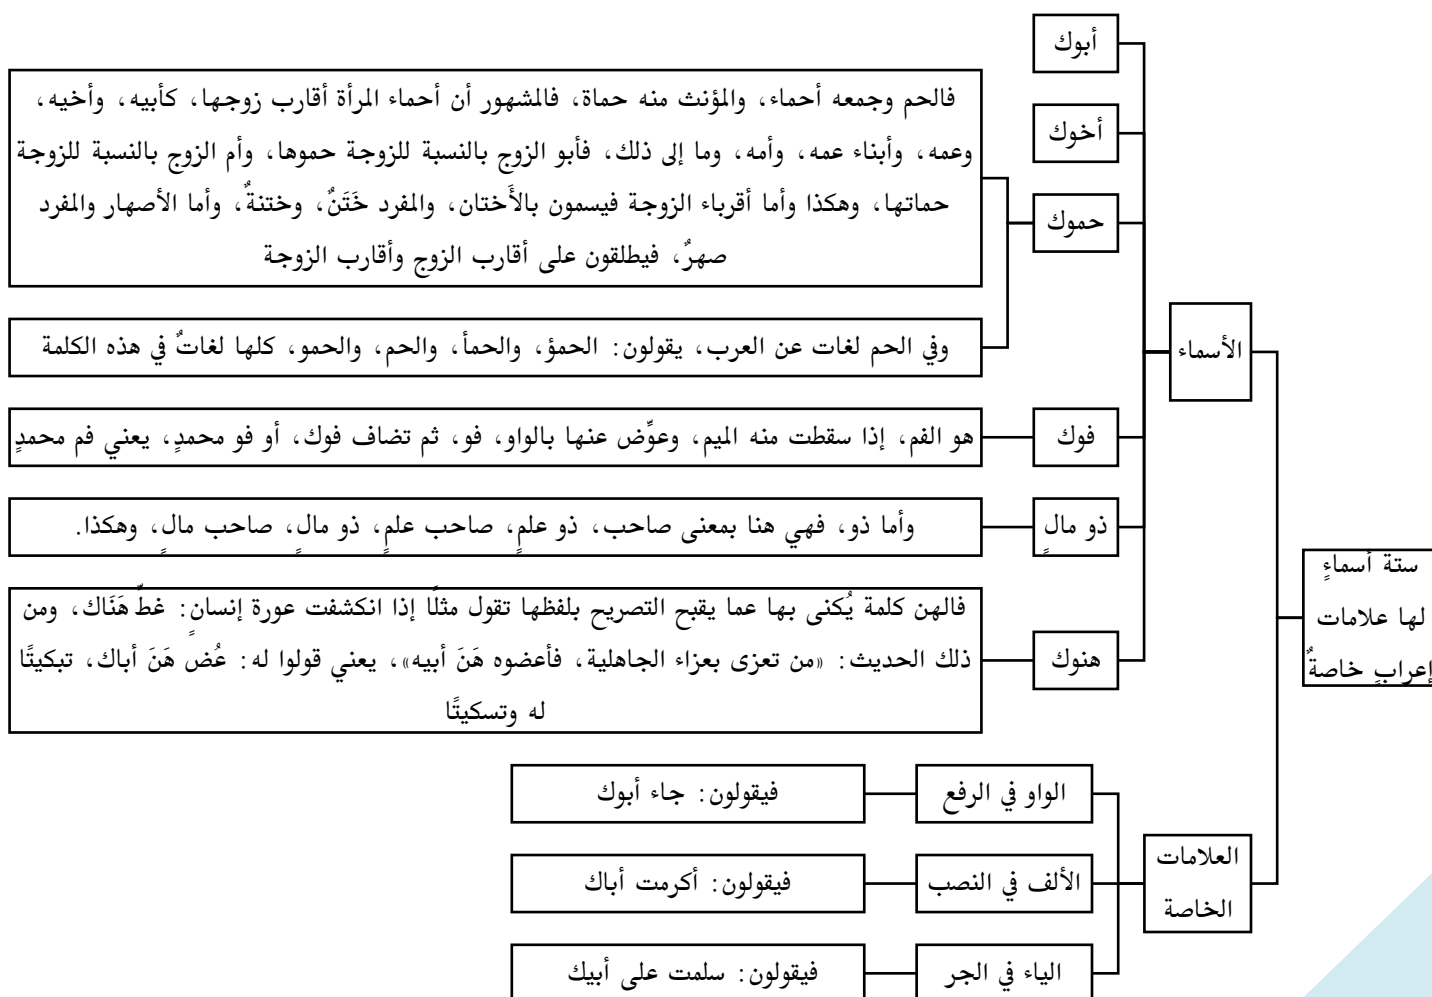 ستة أسماءٍ
لها علامات
إعرابٍ خاصةٌ
الأسماء
أبوك
أخوك
حموك
فالحم وجمعه أحماء، والمؤنث منه حماة، فالمشهور أن أحماء المرأة أقارب زوجها، كأبيه، وأخيه،
وعمه، وأبناء عمه، وأمه، وما إلى ذلك، فأبو الزوج بالنسبة للزوجة حموها، وأم الزوج بالنسبة للزوجة
حماتها، وهكذا وأما أقرباء الزوجة فيسمون بالأَختان، والمفرد خَتَنٌ، وختنةٌ، وأما الأصهار والمفرد
صهرٌ، فيطلقون على أقارب الزوج وأقارب الزوجة
وفي الحم لغات عن العرب، يقولون: الحمؤ، والحمأ، والحم، والحمو، كلها لغاتٌ في هذه الكلمة
فوك
هو الفم، إذا سقطت منه الميم، وعوِّض عنها بالواو، فو، ثم تضاف فوك، أو فو محمدٍ، يعني فم محمدٍ
ذو مالٍ
وأما ذو، فهي هنا بمعنى صاحب، ذو علمٍ، صاحب علمٍ، ذو مالٍ، صاحب مالٍ، وهكذا.
هنوك
فالهن كلمة يُكنى بها عما يقبح التصريح بلفظها تقول مثلًا إذا انكشفت عورة إنسانٍ: غطِّ هَنَاك، ومن
ذلك الحديث: «من تعزى بعزاء الجاهلية، فأعضوه هَنَ أبيه»، يعني قولوا له: عُض هَنَ أباك، تبكيتًا
له وتسكيتًا
العلامات
الخاصة
الواو في الرفع
فيقولون: جاء أبوك
الألف في النصب
فيقولون: أكرمت أباك
الياء في الجر
فيقولون: سلمت على أبيك